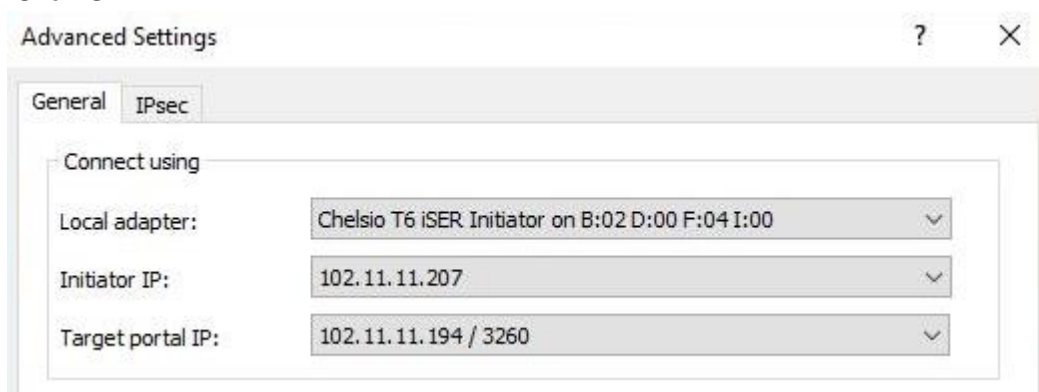 Advanced Settings ? ×
General IPsec
Connect using
Local adapter: Chelsio T6 iSER Initiator on B:02 D:00 F:04 I:00
Initiator IP: 102.11.11.207
Target portal IP: 102.11.11.194 / 3260